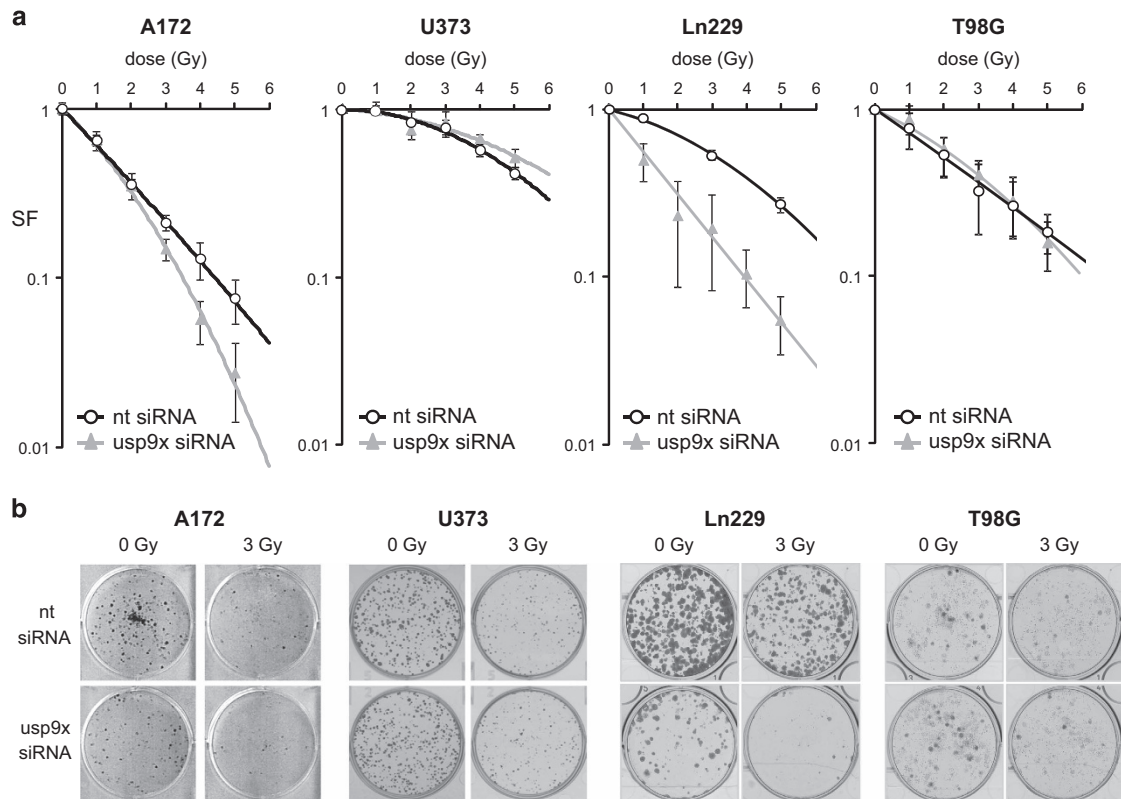 a
A172 U373 Ln229 T98G
dose (Gy) dose (Gy) dose (Gy) dose (Gy)
0 1 2 3 4 5 6 0 1 2 3 4 5 6 0 1 2 3 4 5 6 0 1 2 3 4 5 6
1 1 1 1
SF
0.1 0.1 0.1 0.1
nt siRNA nt siRNA nt siRNA nt siRNA
usp9x siRNA usp9x siRNA usp9x siRNA usp9x siRNA
0.01 0.01 0.01 0.01
b
A172 U373 Ln229 T98G
0 Gy 3 Gy 0 Gy 3 Gy 0 Gy 3 Gy 0 Gy 3 Gy
nt
siRNA
usp9x
siRNA